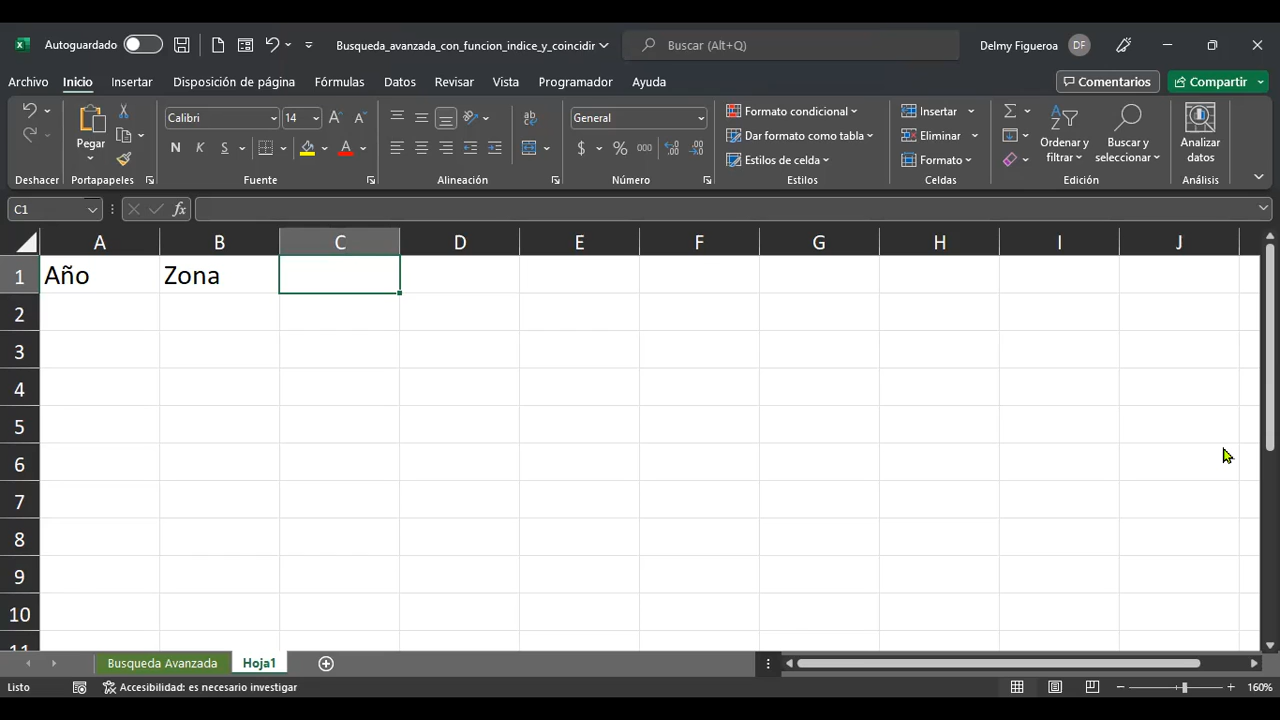 Autoguardado Busqueda_avanzada_con_funcion_indice_y_coincidir Buscar (Alt+Q) Delmy Figueroa DF
Archivo Inicio Insertar Disposición de página Fórmulas Datos Revisar Vista Programador Ayuda Comentarios Compartir
Calibri 14 General Formato condicional Insertar
Pegar N K S $ % 000 Dar formato como tabla Eliminar Ordenar y filtrar Buscar y seleccionar Analizar datos
Estilos de celda Formato
Deshacer Portapapeles Fuente Alineación Número Estilos Celdas Edición Análisis
C1 fx
A B C D E F G H I J
1 Año Zona
2
3
4
5
6
7
8
9
10
11
Busqueda Avanzada Hoja1
Listo Accesibilidad: es necesario investigar 160%